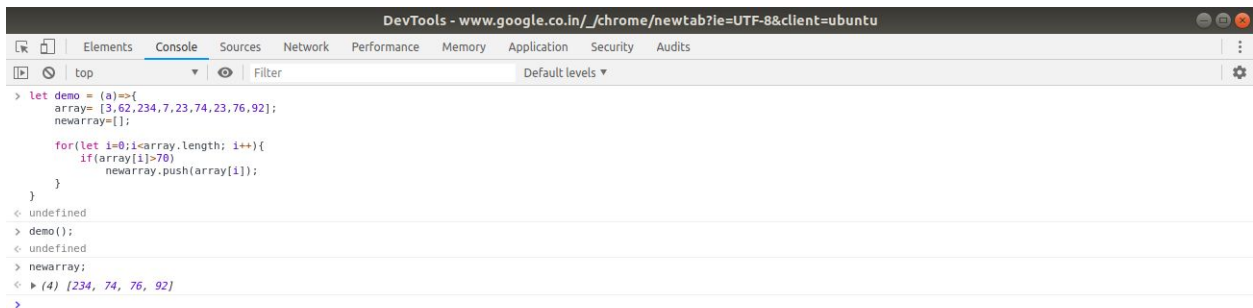 DevTools - www.google.co.in/_/chrome/newtab?ie=UTF-8&client=ubuntu
Elements Console Sources Network Performance Memory Application Security Audits
top ▼ Filter Default levels ▼
> let demo = (a)=>{
array= [3,62,234,7,23,74,23,76,92];
newarray=[];
for(let i=0;i<array.length; i++){
if(array[i]>70)
newarray.push(array[i]);
}
}
undefined
> demo();
undefined
> newarray;
(4) [234, 74, 76, 92]
>